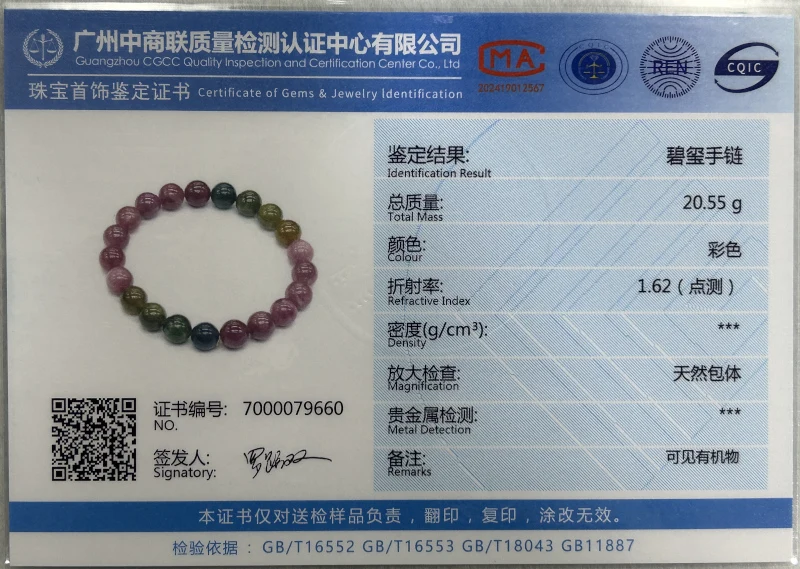 广州中商联质量检测认证中心有限公司
Guangzhou CGCC Quality Inspection and Certification Center Co., Ltd
珠宝首饰鉴定证书 Certificate of Gems & Jewelry Identification
MA
202419013567
REN
CQIC
鉴定结果: 碧玺手链
Identification Result
总质量: 20.55 g
Total Mass
颜色: 彩色
Colour
折射率: 1.62（点测）
Refractive Index
密度(g/cm³): ***
Density
放大检查: 天然包体
Magnification
贵金属检测: ***
Metal Detection
备注: 可见有机物
Remarks
证书编号: 7000079660
NO.
签发人:
Signatory:
本证书仅对送检样品负责，翻印，复印，涂改无效。
检验依据：GB/T16552 GB/T16553 GB/T18043 GB11887